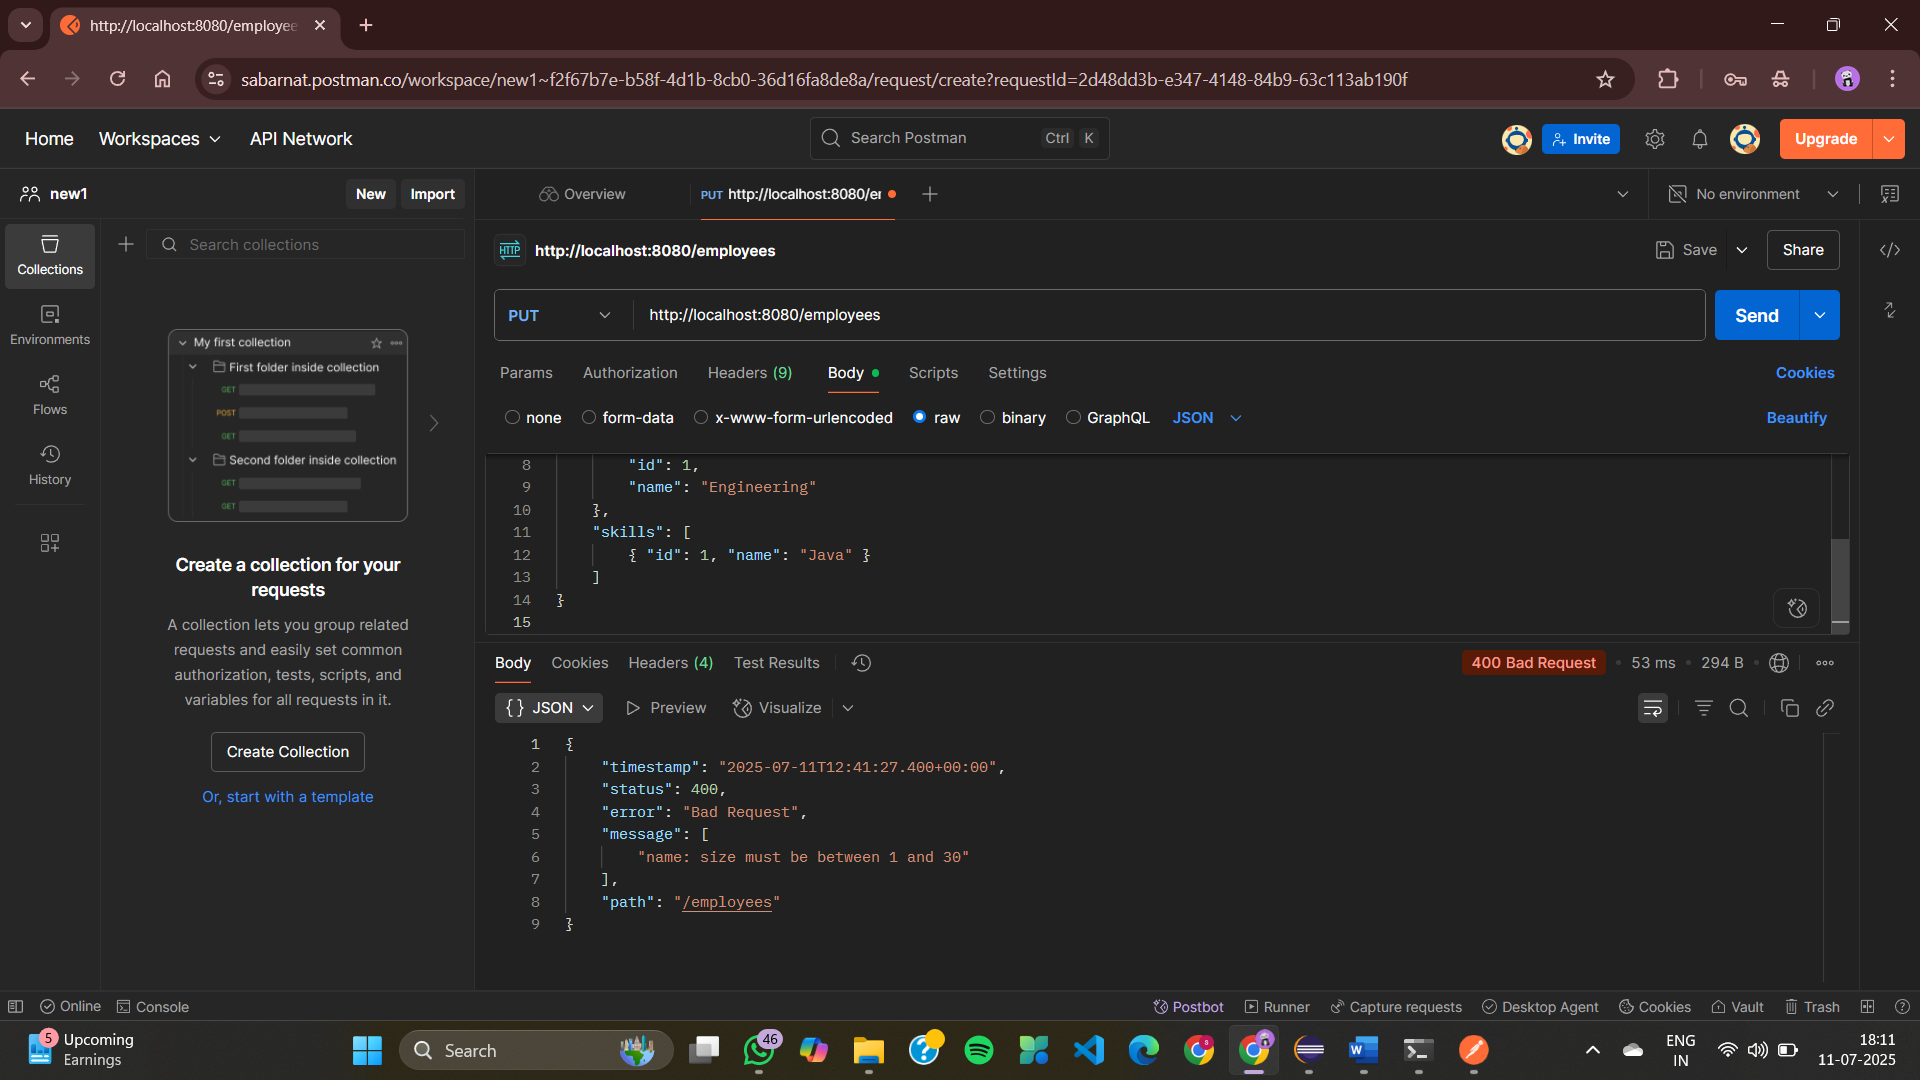 http://localhost:8080/employee
sabarnat.postman.co/workspace/new1~f2f67b7e-b58f-4d1b-8cb0-36d16fa8de8a/request/create?requestId=2d48dd3b-e347-4148-84b9-63c113ab190f
Home Workspaces API Network Search Postman Ctrl K Invite Upgrade
new1 New Import Overview PUT http://localhost:8080/er No environment
Collections
Environments
Flows
History
Search collections
My first collection
First folder inside collection
GET
POST
GET
Second folder inside collection
GET
GET
Create a collection for your
requests
A collection lets you group related
requests and easily set common
authorization, tests, scripts, and
variables for all requests in it.
Create Collection
Or, start with a template
HTTP http://localhost:8080/employees Save Share
PUT http://localhost:8080/employees Send
Params Authorization Headers (9) Body Scripts Settings Cookies
none form-data x-www-form-urlencoded raw binary GraphQL JSON Beautify
8 "id": 1,
9 "name": "Engineering"
10 },
11 "skills": [
12 { "id": 1, "name": "Java" }
13 ]
14 }
15
Body Cookies Headers (4) Test Results 400 Bad Request 53 ms 294 B
{} JSON Preview Visualize
1 {
2 "timestamp": "2025-07-11T12:41:27.400+00:00",
3 "status": 400,
4 "error": "Bad Request",
5 "message": [
6 "name: size must be between 1 and 30"
7 ],
8 "path": "/employees"
9 }
Online Console Postbot Runner Capture requests Desktop Agent Cookies Vault Trash
5 Upcoming
Earnings
Search
46
8
ENG
IN
18:11
11-07-2025